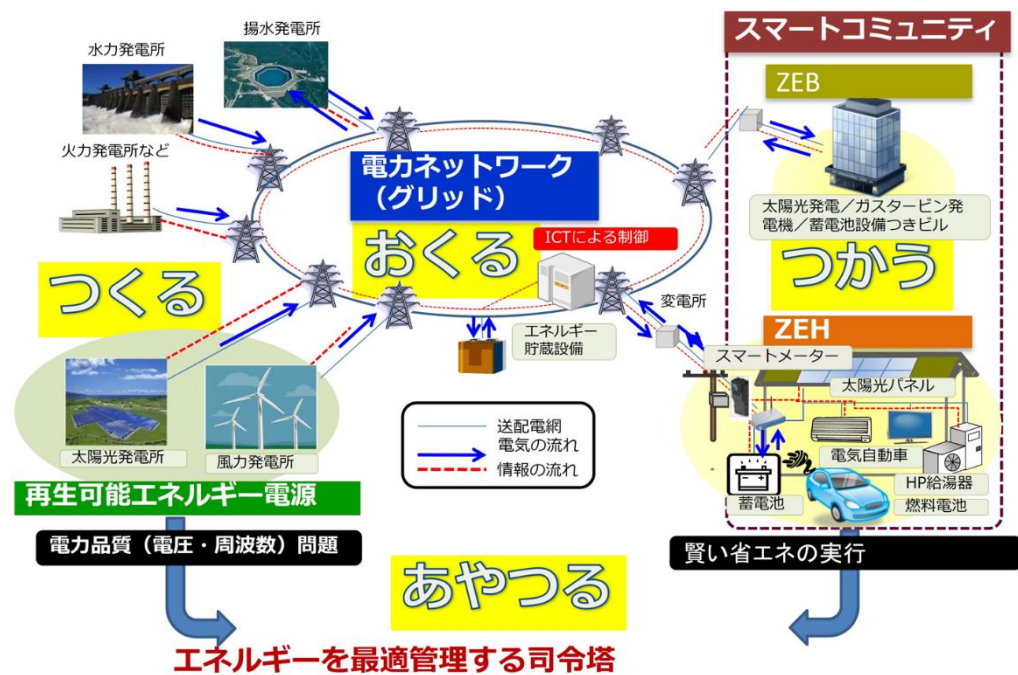 スマートコミュニティ
揚水発電所
水力発電所
ZEB
火力発電所など
電力ネットワーク
（グリッド）
太陽光発電／ガスタービン発
電機／蓄電池設備つきビル
ICTによる制御
おくる
つくる
つかう
変電所
エネルギー
貯蔵設備
ZEH
スマートメーター
太陽光パネル
送配電網
電気の流れ
情報の流れ
太陽光発電所
風力発電所
電気自動車
HP給湯器
蓄電池
燃料電池
再生可能エネルギー電源
電力品質（電圧・周波数）問題
賢い省エネの実行
あやつる
エネルギーを最適管理する司令塔